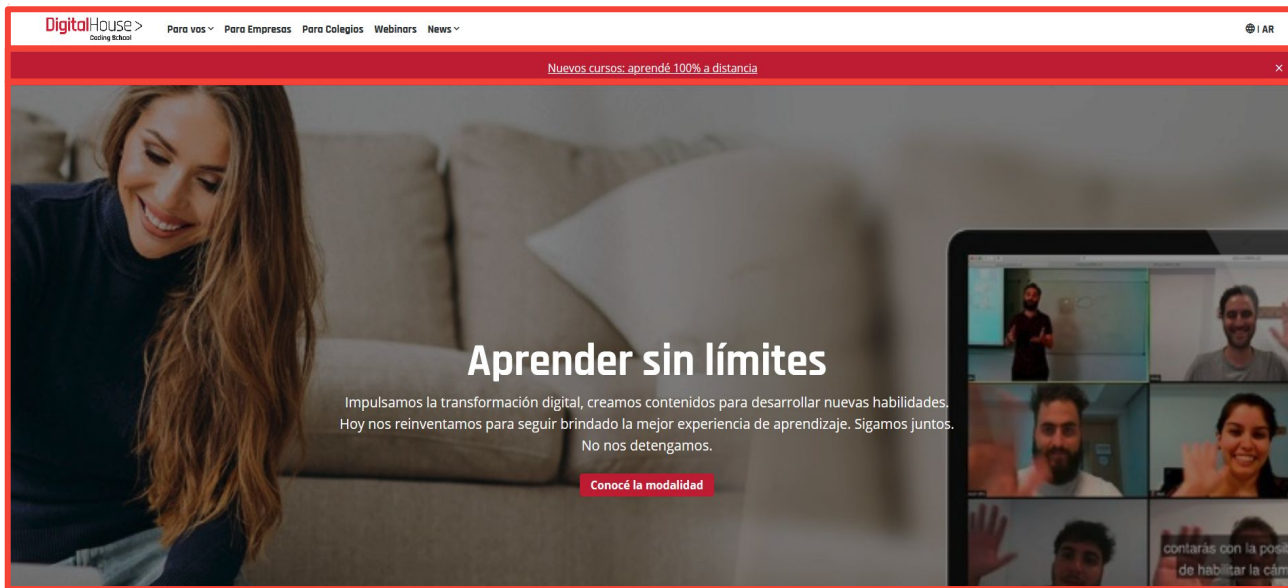 DigitalHouse>
Coding School
Para vos Para Empresas Para Colegios Webinars News
| AR
Nuevos cursos: aprendé 100% a distancia
×
Aprender sin límites
Impulsamos la transformación digital, creamos contenidos para desarrollar nuevas habilidades.
Hoy nos reinventamos para seguir brindado la mejor experiencia de aprendizaje. Sigamos juntos.
No nos detengamos.
Conocé la modalidad
contarás con la posi
de habilitar la cám